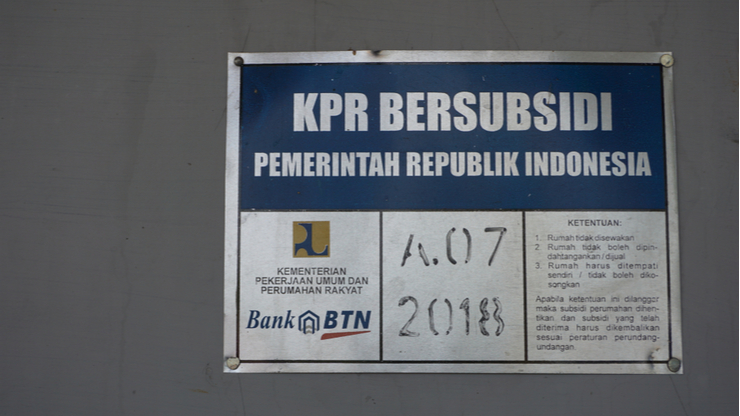 KPR BERSUBSIDI
PEMERINTAH REPUBLIK INDONESIA
KEMENTERIAN
PEKERJAAN UMUM DAN
PERUMAHAN RAKYAT
Bank BTN
A.07
2018
KETENTUAN:
1. Rumah tidak disewakan
2. Rumah tidak boleh dipin-
dahtangankan / dijual
3. Rumah harus ditempati
sendiri / tidak boleh diko-
songkan
Apabila ketentuan ini dilanggar
maka subsidi perumahan dihen-
tikan, dan subsidi yang telah
diterima harus dikembalikan
sesuai peraturan perundang-
undangan